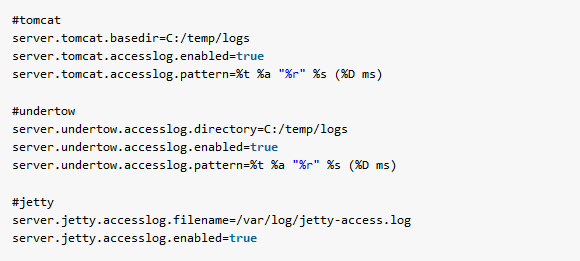 #tomcat
server.tomcat.basedir=C:/temp/logs
server.tomcat.accesslog.enabled=true
server.tomcat.accesslog.pattern=%t %a "%r" %s (%D ms)
#undertow
server.undertow.accesslog.directory=C:/temp/logs
server.undertow.accesslog.enabled=true
server.undertow.accesslog.pattern=%t %a "%r" %s (%D ms)
#jetty
server.jetty.accesslog.filename=/var/log/jetty-access.log
server.jetty.accesslog.enabled=true